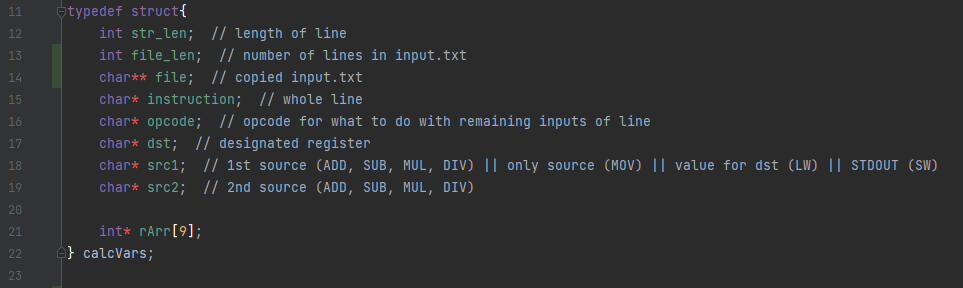 11 typedef struct{
12 int str_len; // length of line
13 int file_len; // number of lines in input.txt
14 char** file; // copied input.txt
15 char* instruction; // whole line
16 char* opcode; // opcode for what to do with remaining inputs of line
17 char* dst; // designated register
18 char* src1; // 1st source (ADD, SUB, MUL, DIV) || only source (MOV) || value for dst (LW) || STDOUT (SW)
19 char* src2; // 2nd source (ADD, SUB, MUL, DIV)
20
21 int* rArr[9];
22 } calcVars;
23